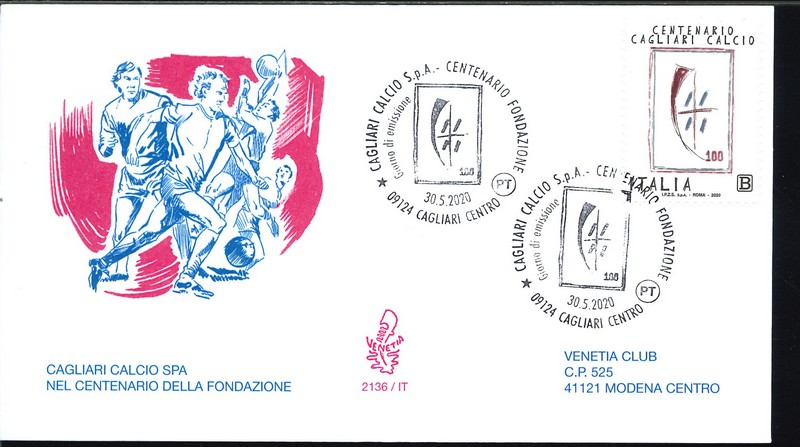 CENTENARIO
CAGLIARI CALCIO
100
ITALIA B
I.P.Z.S. S.p.A. - ROMA - 2020
★ CAGLIARI CALCIO S.p.A. - CENTENARIO FONDAZIONE
Giorno di emissione
100
30.5.2020
09124 CAGLIARI CENTRO PT
★ CAGLIARI CALCIO S.p.A. - CENTENARIO FONDAZIONE
Giorno di emissione
100
30.5.2020
09124 CAGLIARI CENTRO PT
VENETIA
2136 / IT
CAGLIARI CALCIO SPA
NEL CENTENARIO DELLA FONDAZIONE
VENETIA CLUB
C.P. 525
41121 MODENA CENTRO